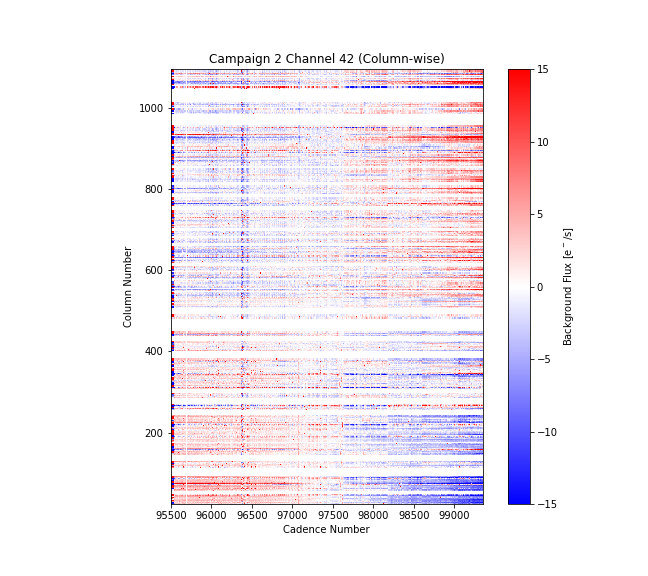 Campaign 2 Channel 42 (Column-wise)
Column Number
1000
800
600
400
200
95500 96000 96500 97000 97500 98000 98500 99000
Cadence Number
15
10
5
0
−5
−10
−15
Background Flux [e⁻/s]